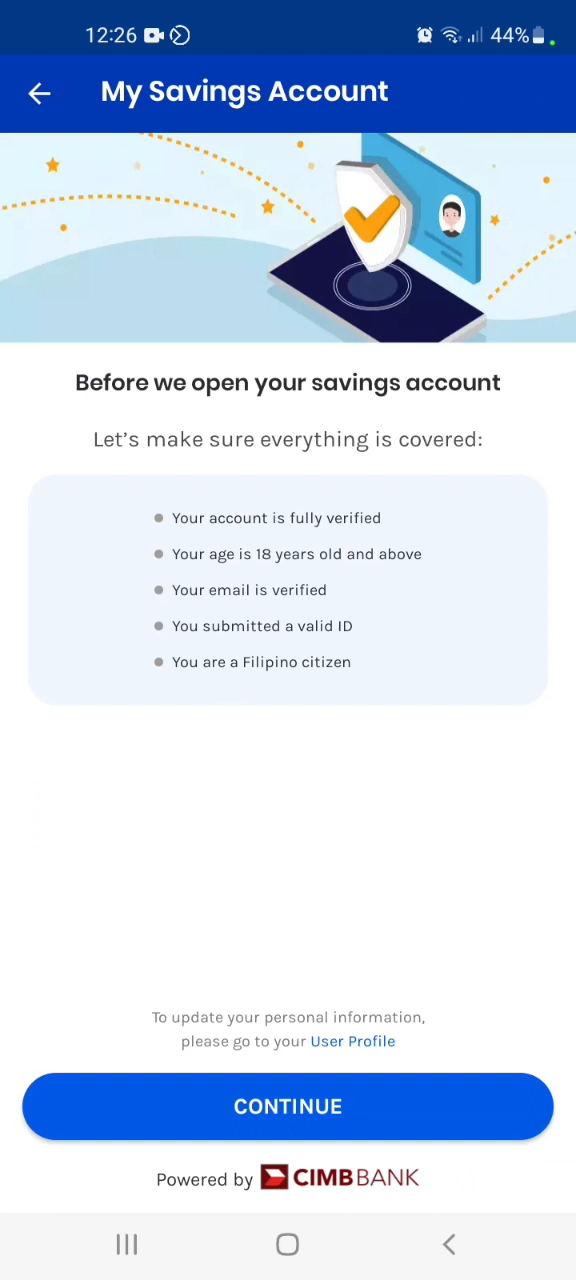 12:26
44%
My Savings Account
Before we open your savings account
Let’s make sure everything is covered:
Your account is fully verified
Your age is 18 years old and above
Your email is verified
You submitted a valid ID
You are a Filipino citizen
To update your personal information,
please go to your User Profile
CONTINUE
Powered by CIMB BANK